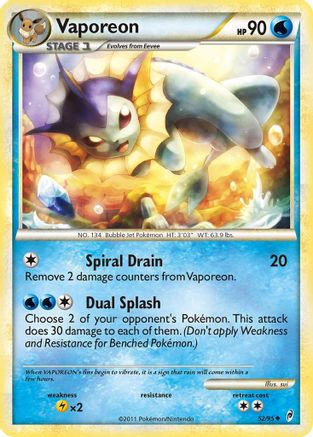 Vaporeon
HP 90
STAGE 1
Evolves from Eevee
NO. 134 Bubble Jet Pokémon HT: 3'03" WT: 63.9 lbs.
Spiral Drain 20
Remove 2 damage counters from Vaporeon.
Dual Splash
Choose 2 of your opponent's Pokémon. This attack
does 30 damage to each of them. (Don't apply Weakness
and Resistance for Benched Pokémon.)
When VAPOREON's fins begin to vibrate, it is a sign that rain will come within a
few hours.
Illus. sui
weakness resistance retreat cost
×2
©2011 Pokémon/Nintendo
52/95